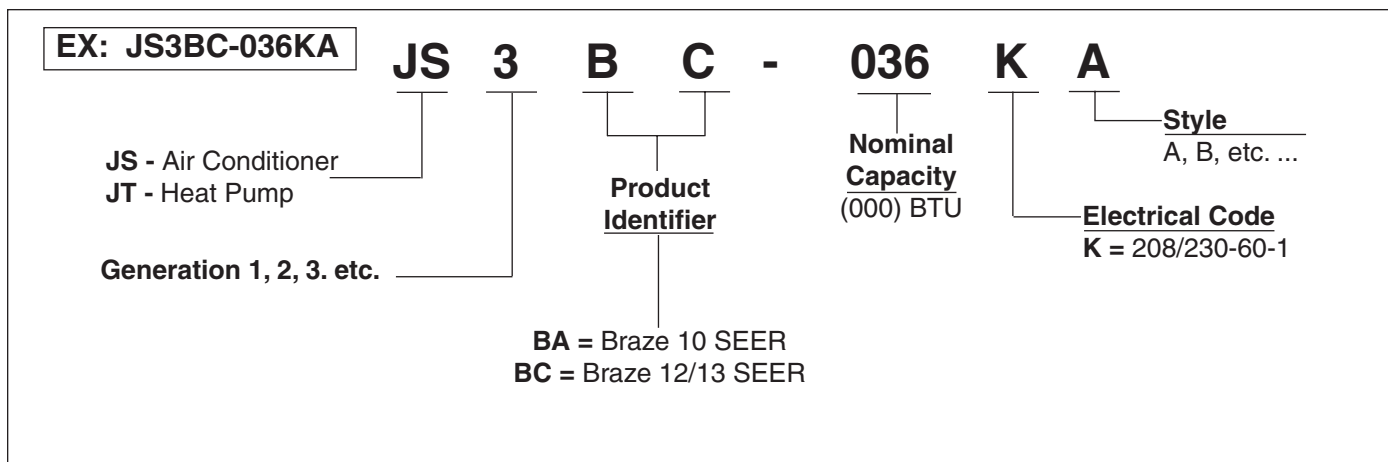 EX: JS3BC-036KA
JS 3 B C - 036 K A
JS - Air Conditioner
JT - Heat Pump
Generation 1, 2, 3. etc.
Product
Identifier
BA = Braze 10 SEER
BC = Braze 12/13 SEER
Nominal
Capacity
(000) BTU
Style
A, B, etc. ...
Electrical Code
K = 208/230-60-1